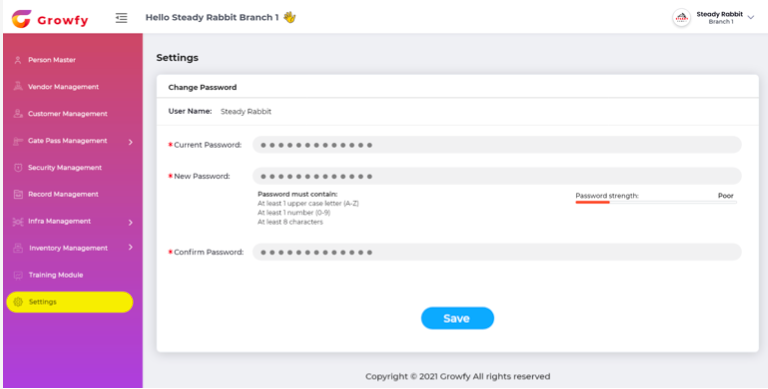 Growfy
Hello Steady Rabbit Branch 1 👋
Steady Rabbit
Branch 1
Person Master
Vendor Management
Customer Management
Gate Pass Management
Security Management
Record Management
Infra Management
Inventory Management
Training Module
Settings
Settings
Change Password
User Name: Steady Rabbit
*Current Password:
*New Password:
Password must contain:
At least 1 upper case letter (A-Z)
At least 1 number (0-9)
At least 8 characters
Password strength: Poor
*Confirm Password:
Save
Copyright © 2021 Growfy All rights reserved